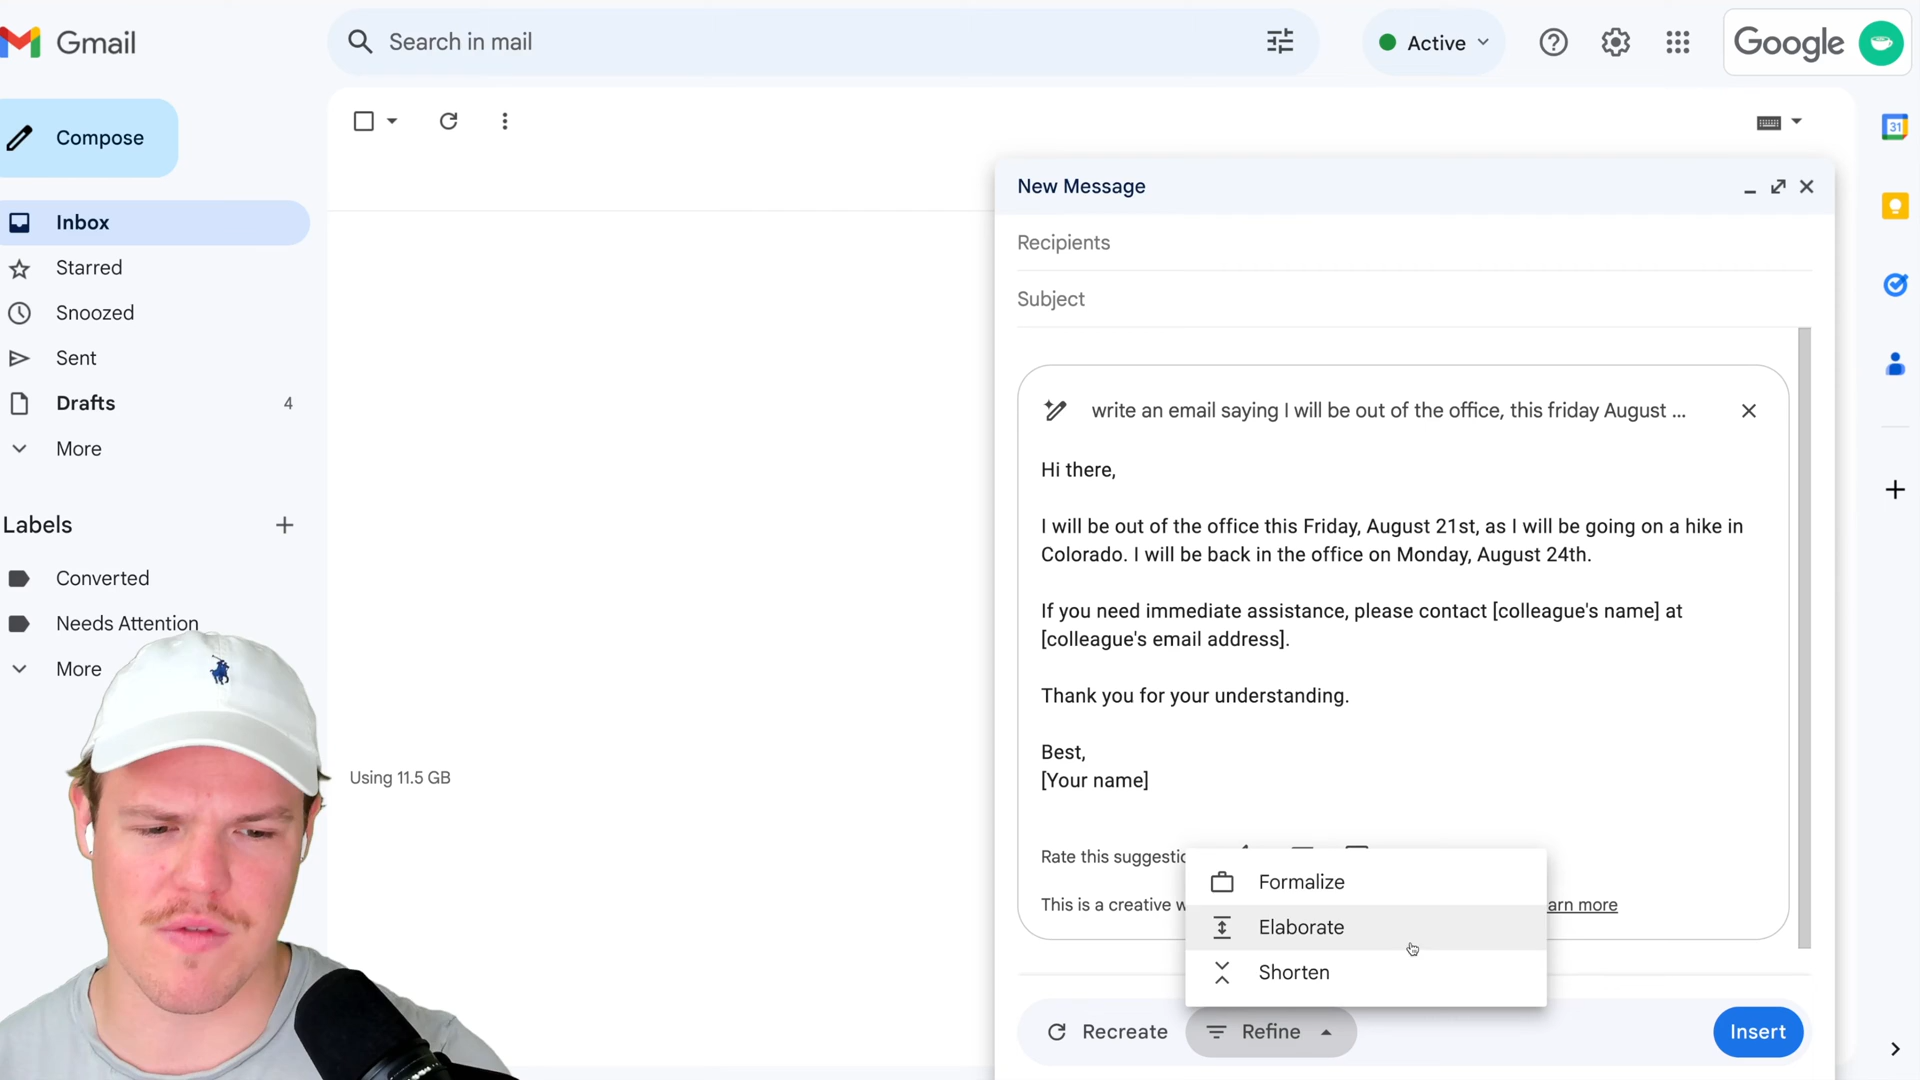 Gmail
Search in mail
Active
Google
Compose
31
New Message
Inbox
Recipients
Starred
Subject
Snoozed
Sent
Drafts 4
write an email saying I will be out of the office, this friday August ...
More
Hi there,
Labels
I will be out of the office this Friday, August 21st, as I will be going on a hike in
Colorado. I will be back in the office on Monday, August 24th.
Converted
If you need immediate assistance, please contact [colleague's name] at
Needs Attention
[colleague's email address].
More
Thank you for your understanding.
Best,
Using 11.5 GB
[Your name]
Rate this suggestio
Formalize
This is a creative w
arn more
Elaborate
Shorten
Recreate
Refine
Insert